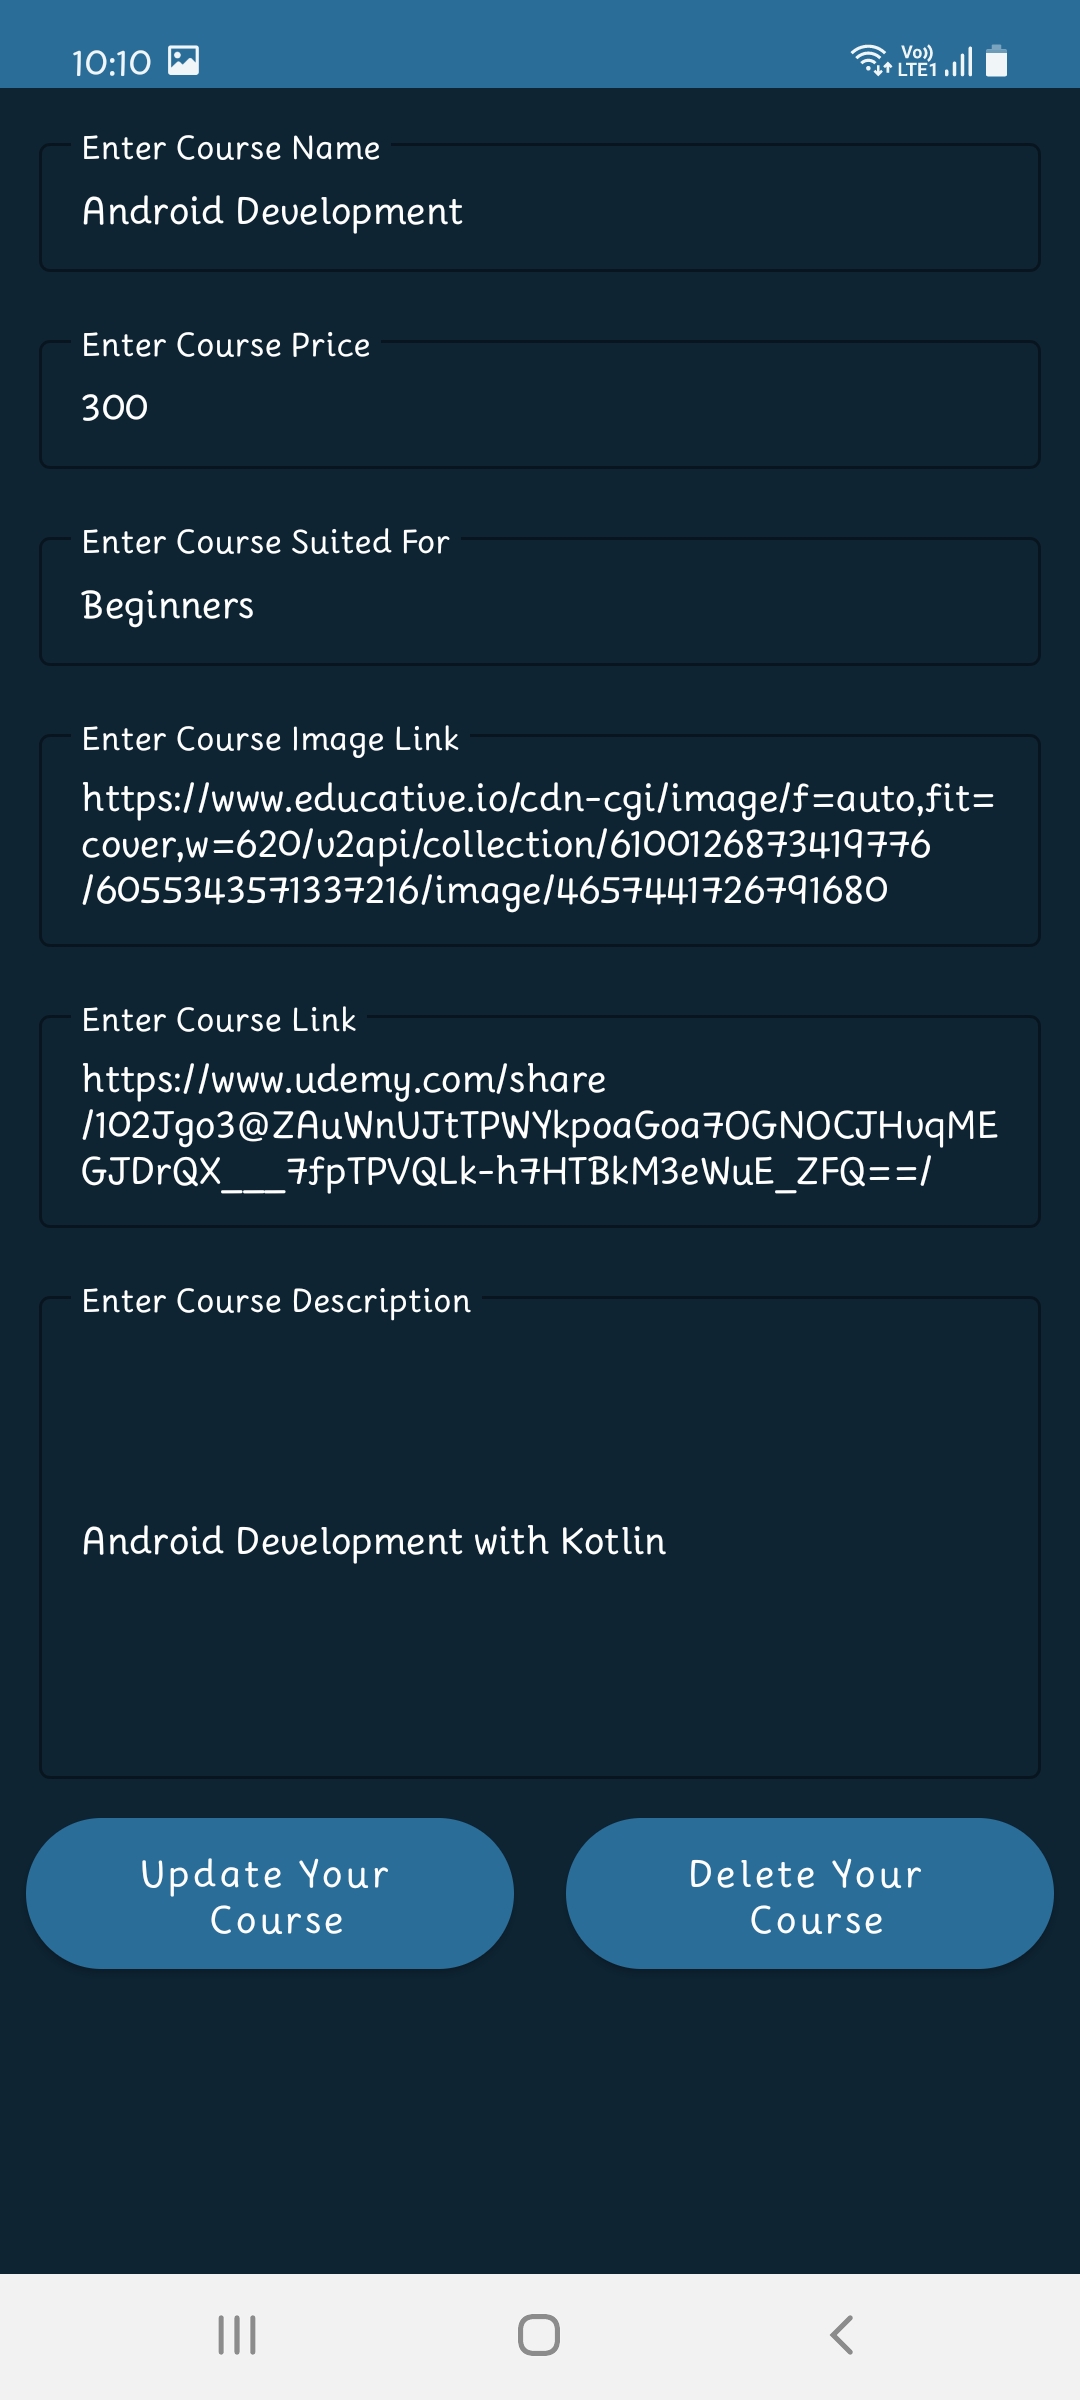 10:10
Vo))
LTE1
Enter Course Name
Android Development
Enter Course Price
300
Enter Course Suited For
Beginners
Enter Course Image Link
https://www.educative.io/cdn-cgi/image/f=auto,fit=
cover,w=620/v2api/collection/6100126873419776
/6055343571337216/image/4657441726791680
Enter Course Link
https://www.udemy.com/share
/102Jgo3@ZAuWnUJtTPWYkpoaGoa7OGNOCJHvqME
GJDrQX___7fpTPVQLk-h7HTBkM3eWuE_ZFQ==/
Enter Course Description
Android Development with Kotlin
Update Your
Course
Delete Your
Course